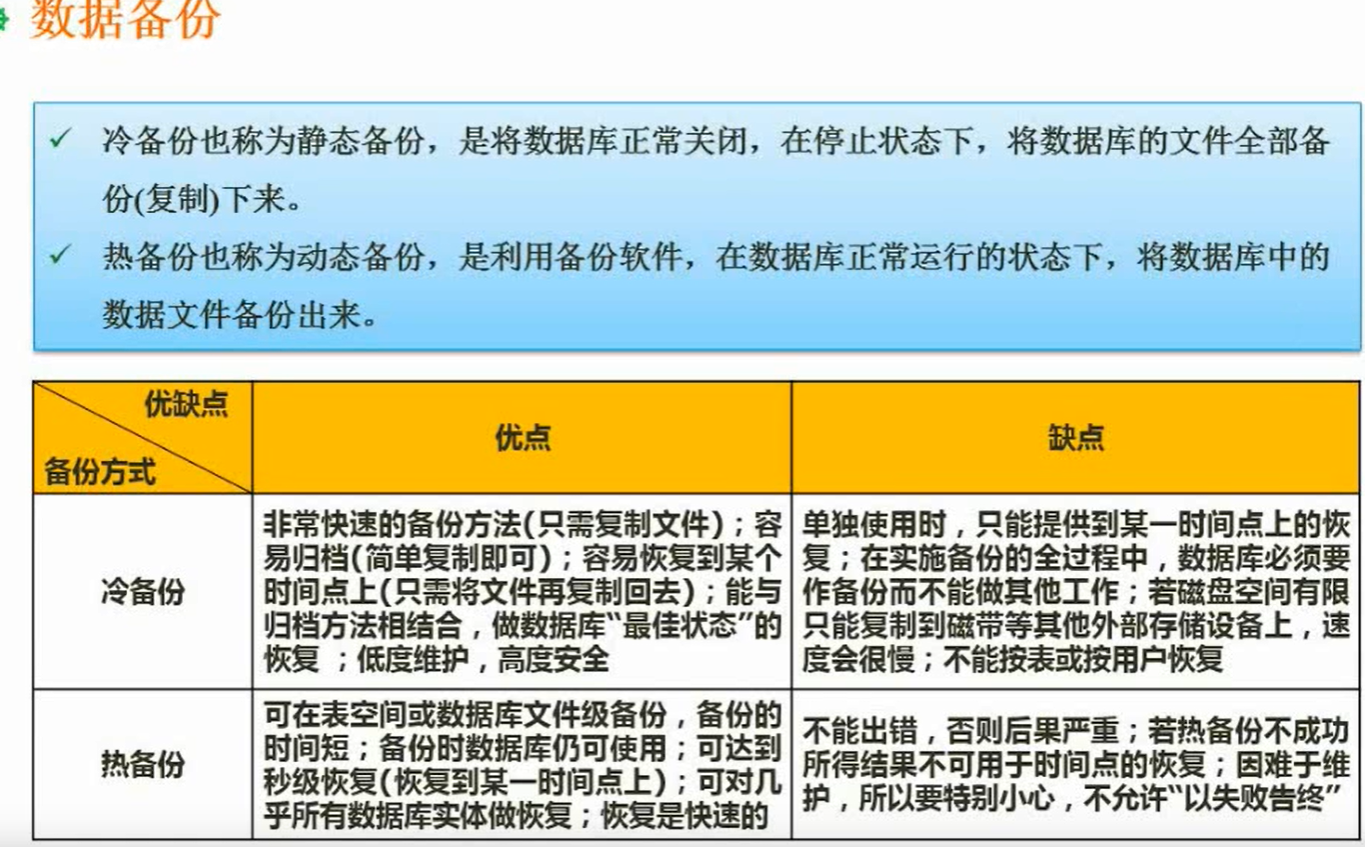 数据备份
冷备份也称为静态备份，是将数据库正常关闭，在停止状态下，将数据库的文件全部备
份(复制)下来。
热备份也称为动态备份，是利用备份软件，在数据库正常运行的状态下，将数据库中的
数据文件备份出来。
优缺点
备份方式
优点
缺点
冷备份
非常快速的备份方法(只需复制文件)；容
易归档(简单复制即可)；容易恢复到某个
时间点上(只需将文件再复制回去)；能与
归档方法相结合，做数据库“最佳状态”的
恢复 ；低度维护，高度安全
单独使用时，只能提供到某一时间点上的恢
复；在实施备份的全过程中，数据库必须要
作备份而不能做其他工作；若磁盘空间有限
只能复制到磁带等其他外部存储设备上，速
度会很慢；不能按表或按用户恢复
热备份
可在表空间或数据库文件级备份，备份的
时间短；备份时数据库仍可使用；可达到
秒级恢复(恢复到某一时间点上)；可对几
乎所有数据库实体做恢复；恢复是快速的
不能出错，否则后果严重；若热备份不成功
所得结果不可用于时间点的恢复；因难于维
护，所以要特别小心，不允许“以失败告终”